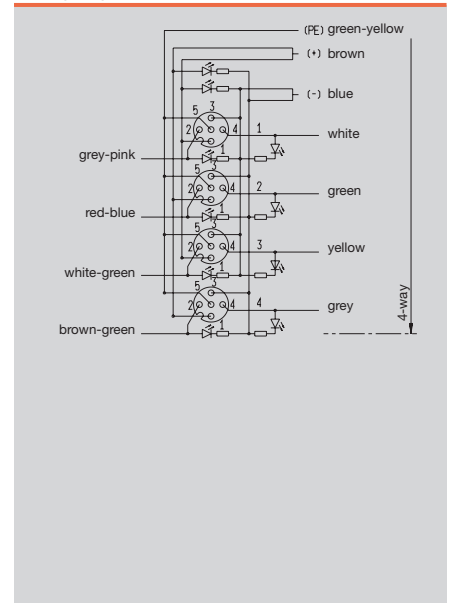 (PE) green-yellow
(+) brown
(-) blue
5 3
2 4 1 white
grey-pink 1
5 3
2 4 2 green
red-blue 1
5 3
2 4 3 yellow
white-green 1
5 3
2 4 4 grey
brown-green 1
4-way